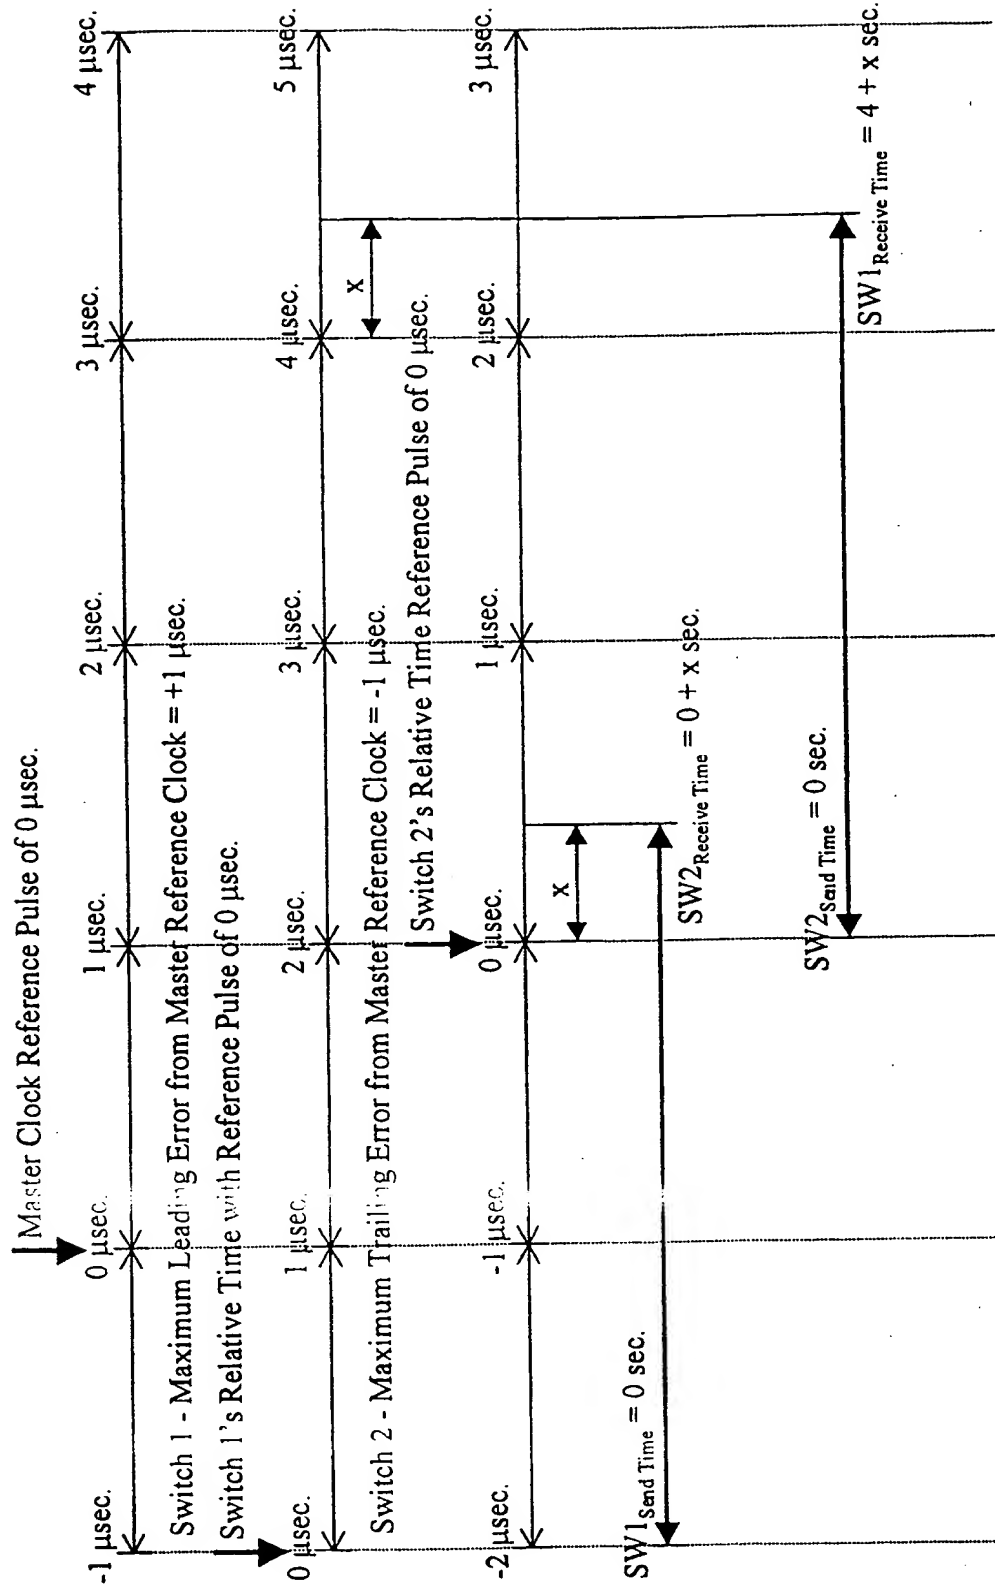 Master Clock Reference Pulse of 0 µsec.
-1 µsec. 0 µsec. 1 µsec. 2 µsec. 3 µsec. 4 µsec.
Switch 1 - Maximum Leading Error from Master Reference Clock = +1 µsec.
Switch 1's Relative Time with Reference Pulse of 0 µsec.
0 µsec. 1 µsec. 2 µsec. 3 µsec. 4 µsec. 5 µsec.
x
Switch 2 - Maximum Trailing Error from Master Reference Clock = -1 µsec.
Switch 2's Relative Time Reference Pulse of 0 µsec.
-2 µsec. -1 µsec. 0 µsec. 1 µsec. 2 µsec. 3 µsec.
x
SW1Send Time = 0 sec.
SW2Receive Time = 0 + x sec.
SW2Send Time = 0 sec.
SW1Receive Time = 4 + x sec.